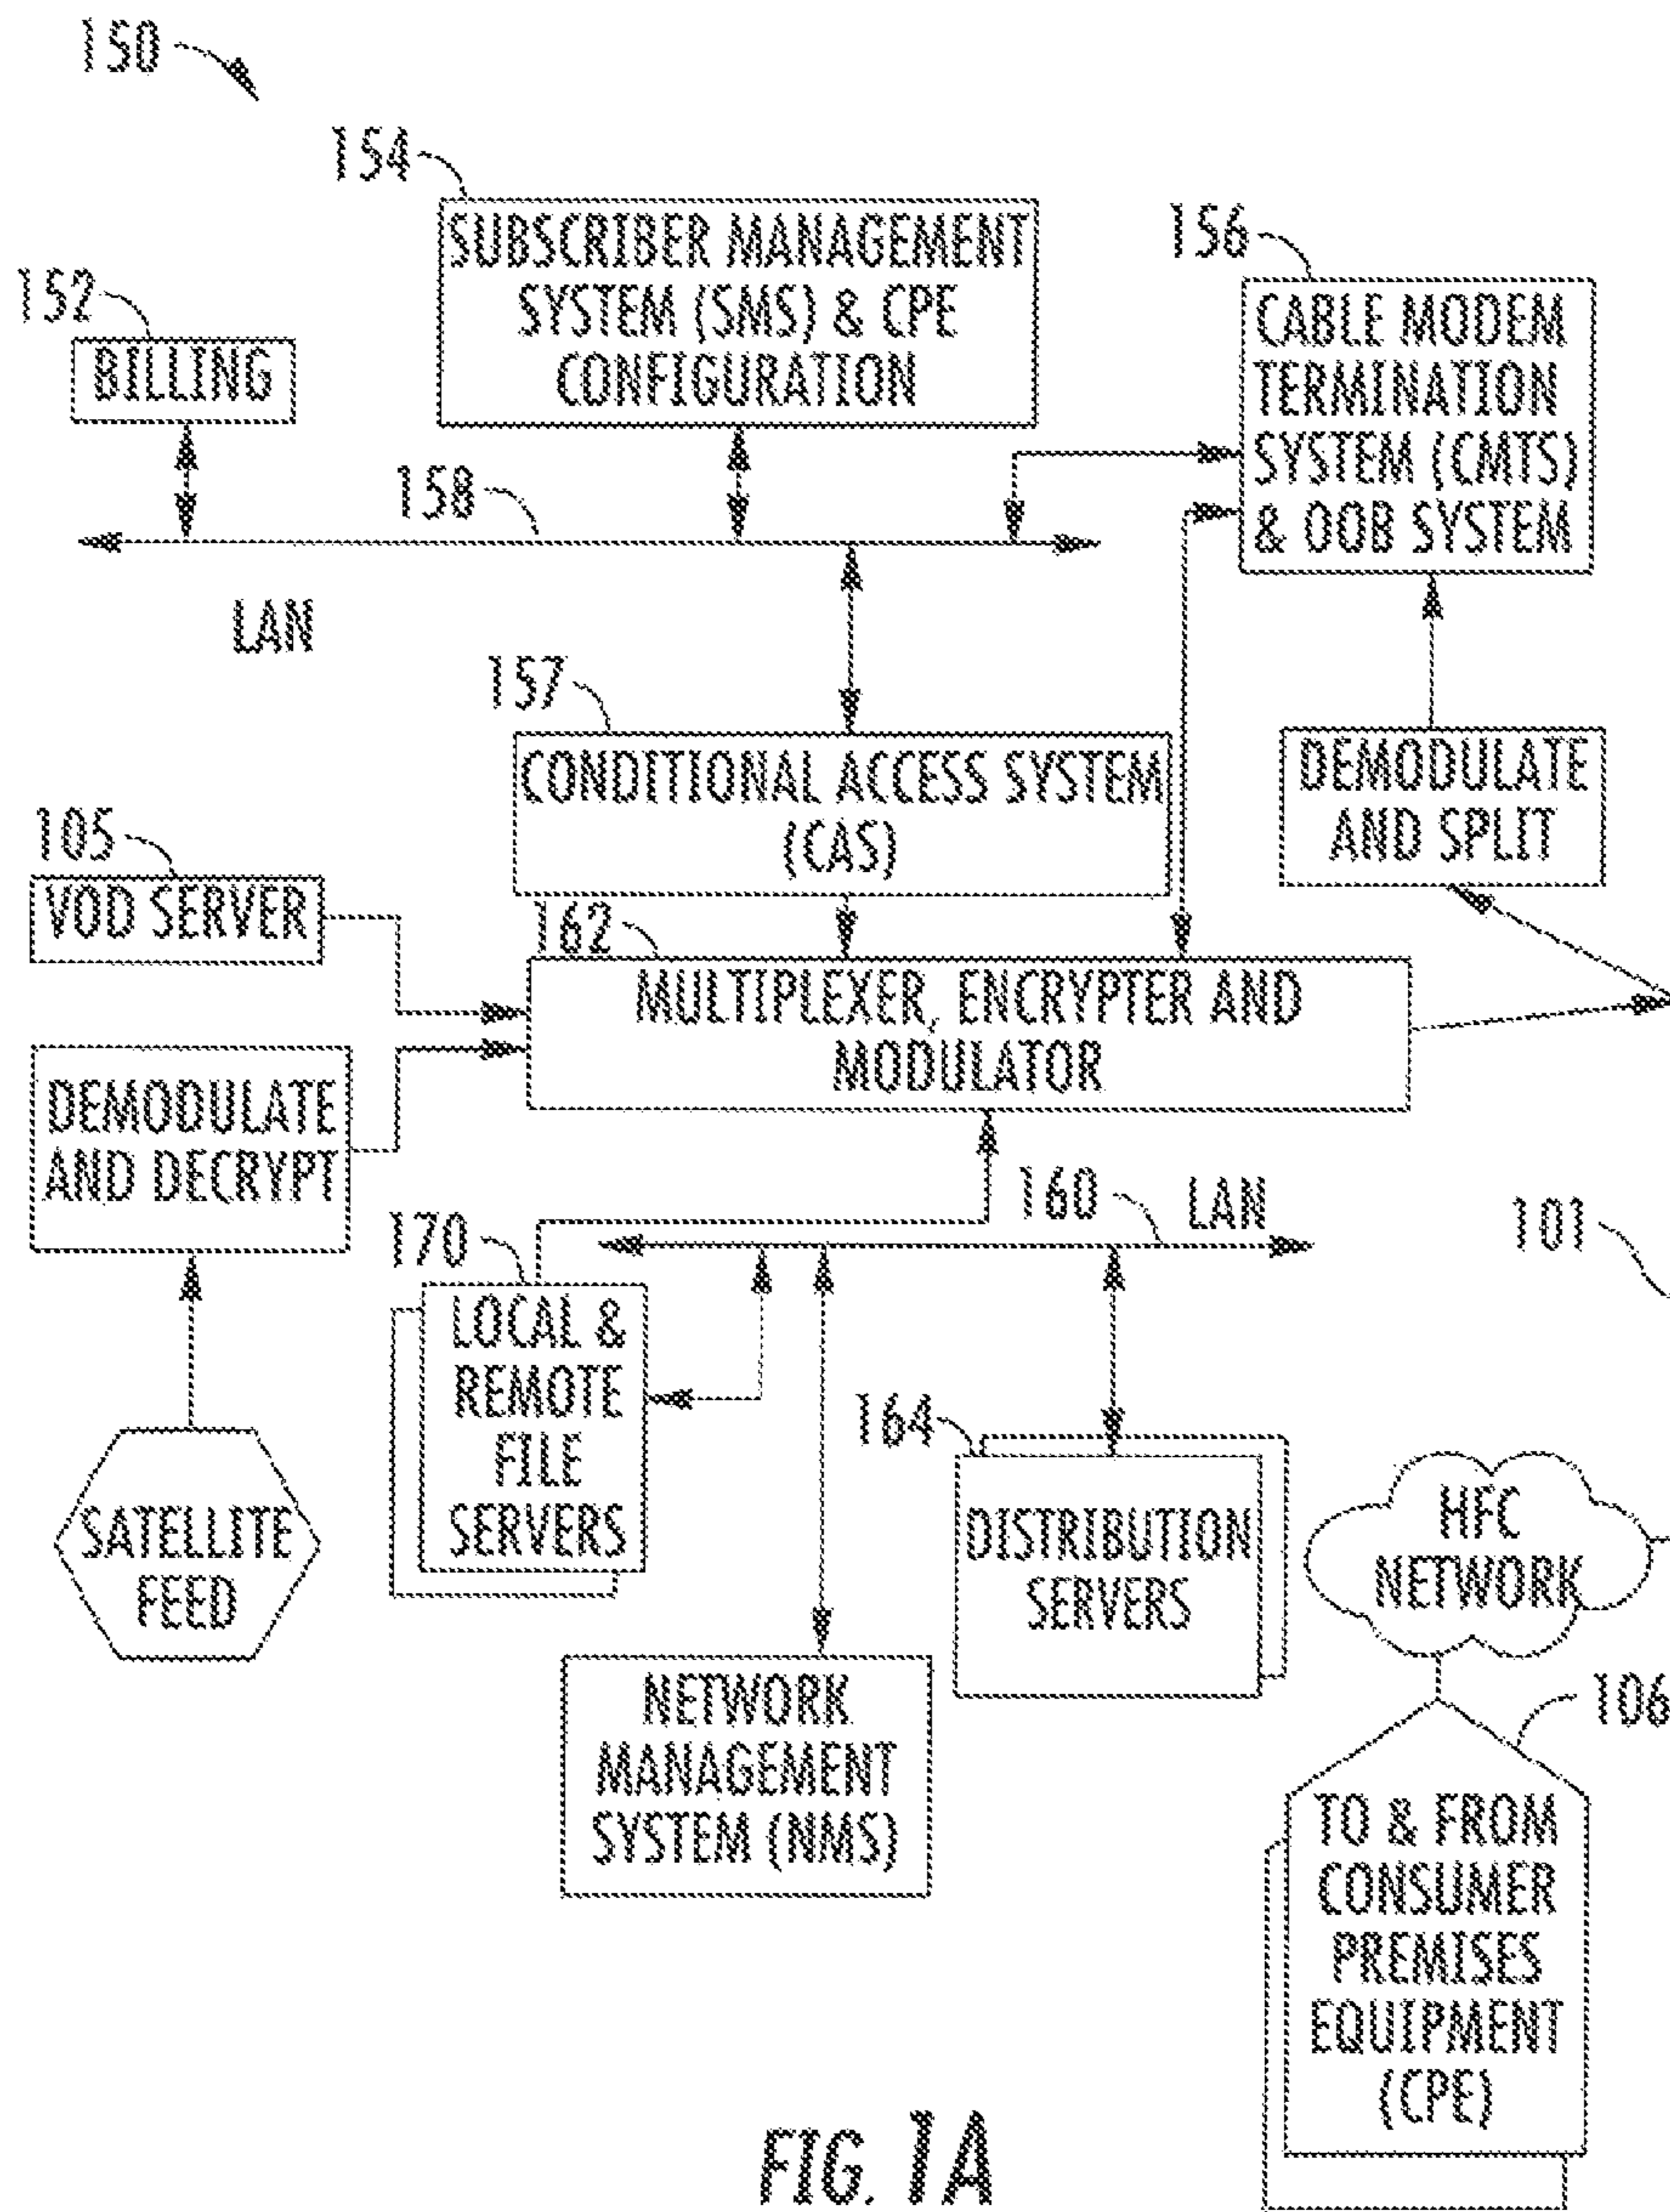 150
154
SUBSCRIBER MANAGEMENT
SYSTEM (SMS) & CPE
CONFIGURATION
156
CABLE MODEM
TERMINATION
SYSTEM (CMTS)
& OOB SYSTEM
152
BILLING
158
LAN
157
CONDITIONAL ACCESS SYSTEM
(CAS)
DEMODULATE
AND SPLIT
105
VOD SERVER
162
MULTIPLEXER, ENCRYPTER AND
MODULATOR
DEMODULATE
AND DECRYPT
160
LAN
101
170
LOCAL &
REMOTE
FILE
SERVERS
164
DISTRIBUTION
SERVERS
SATELLITE
FEED
HFC
NETWORK
NETWORK
MANAGEMENT
SYSTEM (NMS)
106
TO & FROM
CONSUMER
PREMISES
EQUIPMENT
(CPE)
FIG. 1A